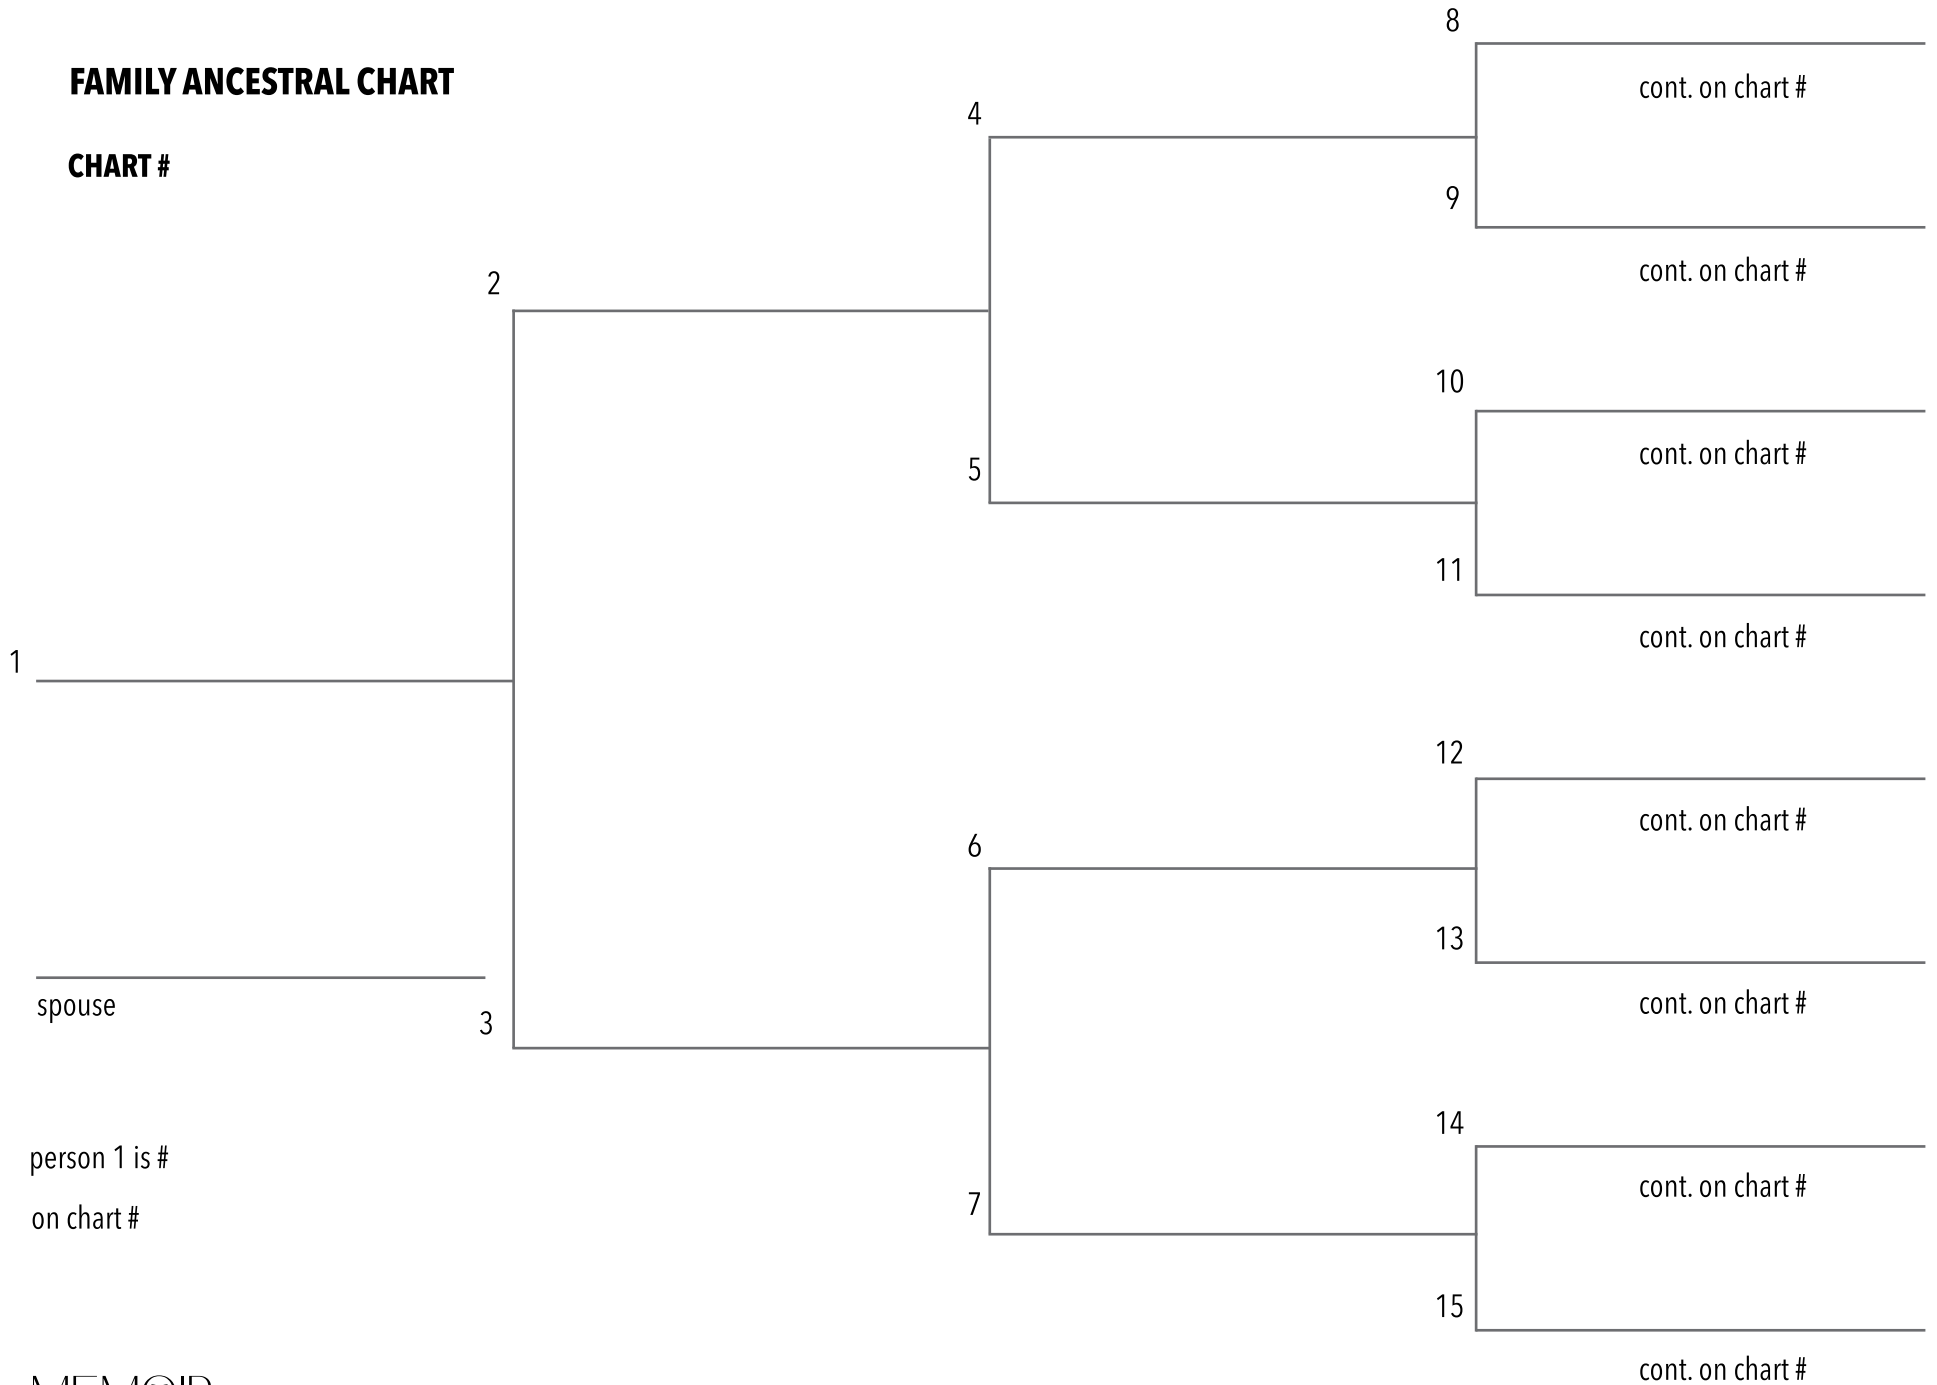 FAMILY ANCESTRAL CHART
CHART #
1
spouse
person 1 is #
on chart #
2
3
4
5
6
7
8
cont. on chart #
9
cont. on chart #
10
cont. on chart #
11
cont. on chart #
12
cont. on chart #
13
cont. on chart #
14
cont. on chart #
15
cont. on chart #